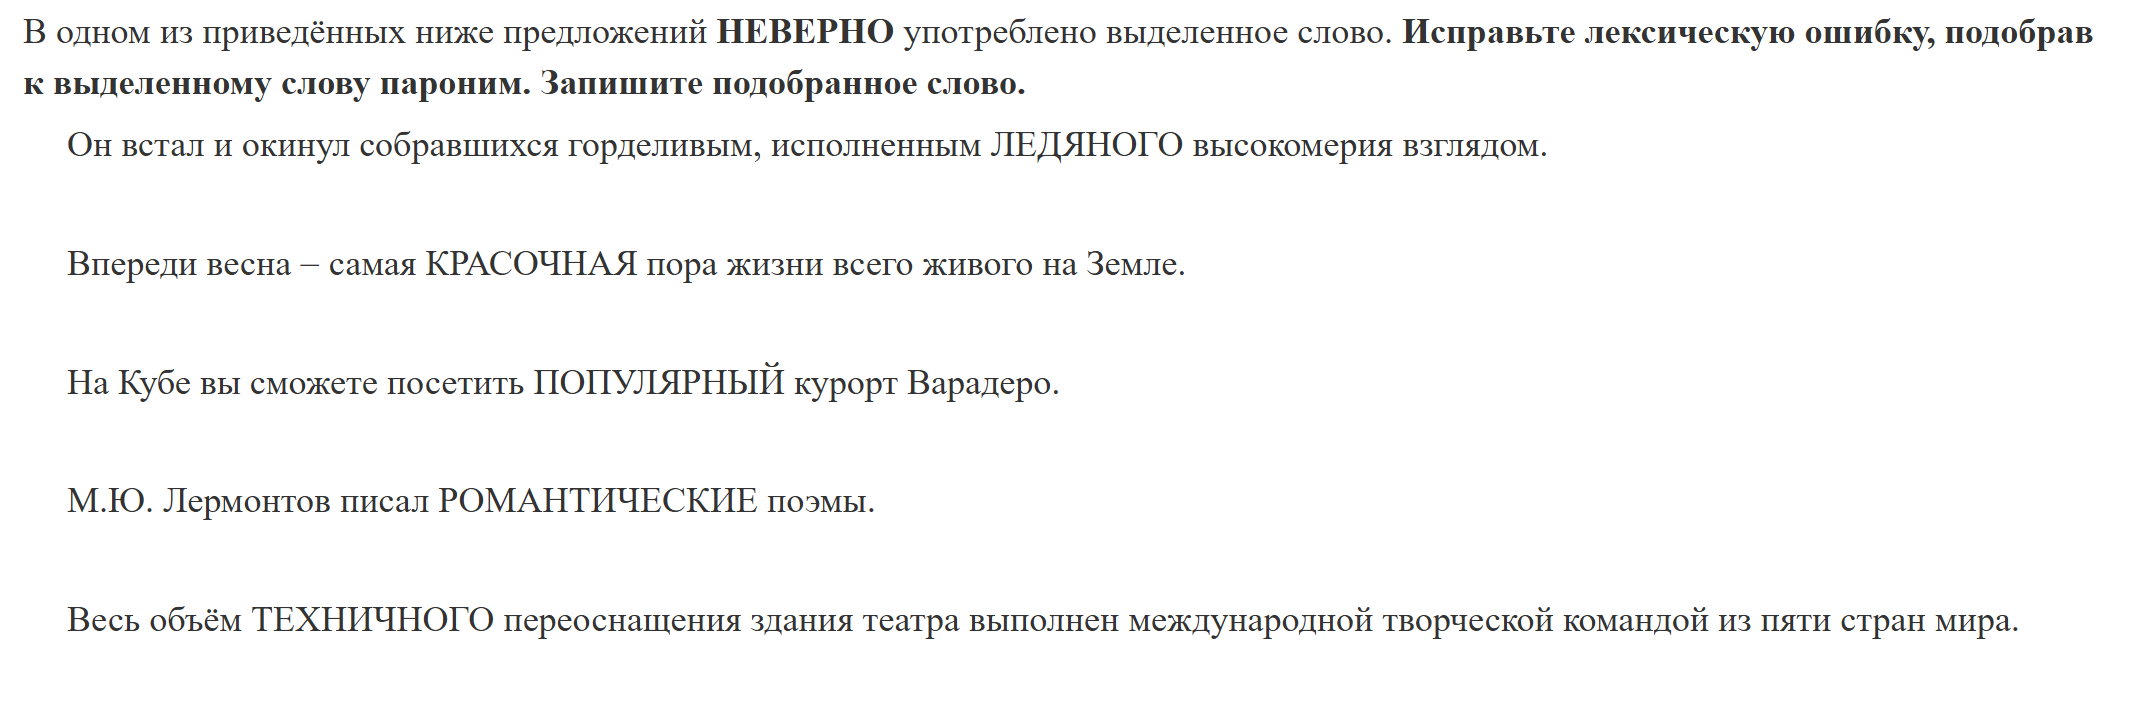 В одном из приведённых ниже предложений НЕВЕРНО употреблено выделенное слово. Исправьте лексическую ошибку, подобрав
к выделенному слову пароним. Запишите подобранное слово.
Он встал и окинул собравшихся горделивым, исполненным ЛЕДЯНОГО высокомерия взглядом.
Впереди весна – самая КРАСОЧНАЯ пора жизни всего живого на Земле.
На Кубе вы сможете посетить ПОПУЛЯРНЫЙ курорт Варадеро.
М.Ю. Лермонтов писал РОМАНТИЧЕСКИЕ поэмы.
Весь объём ТЕХНИЧНОГО переоснащения здания театра выполнен международной творческой командой из пяти стран мира.